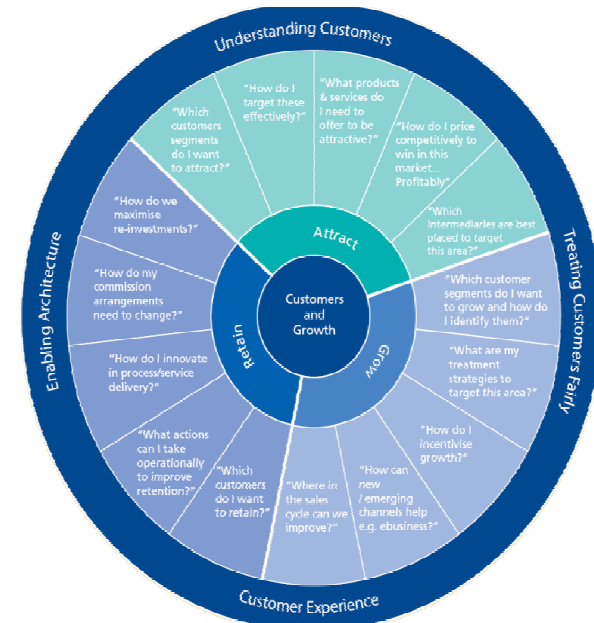 Understanding Customers
Treating Customers Fairly
Customer Experience
Enabling Architecture
Customers
and
Growth
Attract
Grow
Retain
"Which
customers
segments
do I want
to attract?"
"How do I
target these
effectively?"
"What products
& services do
I need to
offer to be
attractive?"
"How do I price
competitively to
win in this
market...
Profitably"
"Which
intermediaries are best
placed to target
this area?"
"Which customer
segments do I want
to grow and how do
I identify them?"
"What are my
treatment
strategies to
target this area?"
"How do I
incentivise
growth?"
"How can
new
/ emerging
channels help
e.g. ebusiness?"
"Where in
the sales
cycle can we
improve?"
"Which
customers
do I want
to retain?"
"What actions
can I take
operationally
to improve
retention?"
"How do I innovate
in process/service
delivery?"
"How do my
commission
arrangements
need to change?"
"How do we
maximise
re-investments?"